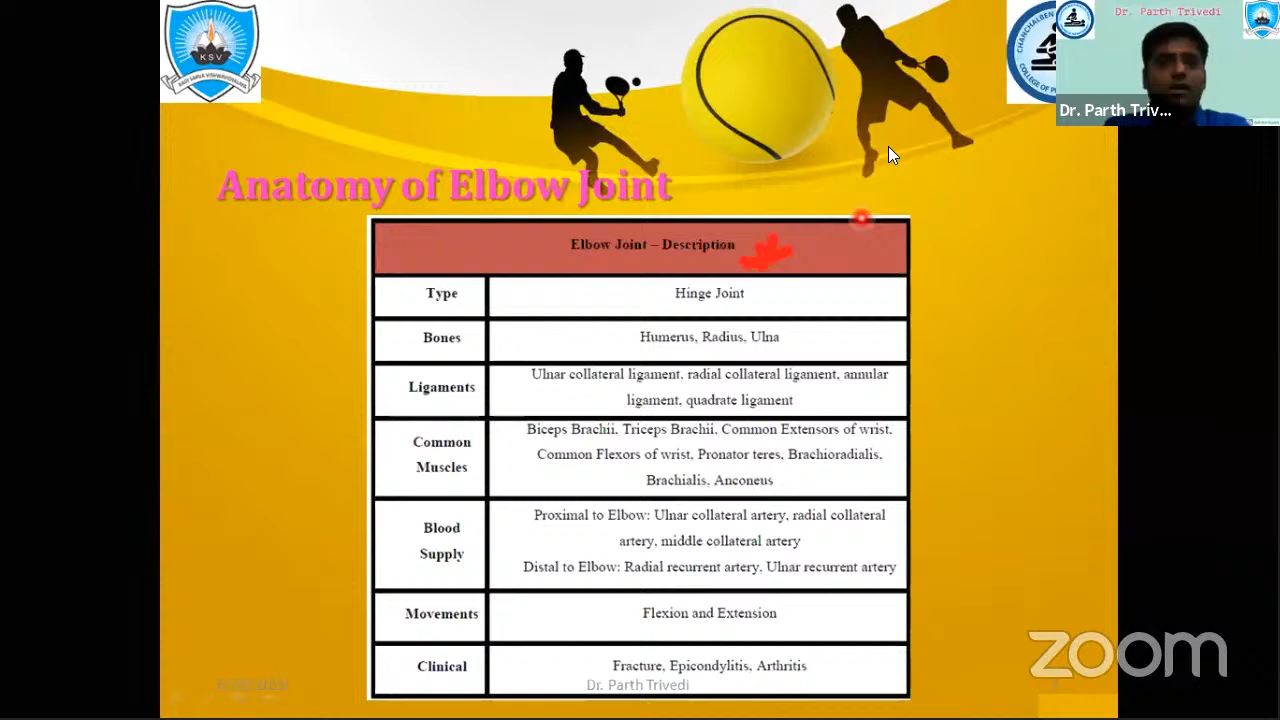 KSV
Dr. Parth Trivedi
Dr. Parth Triv...
Anatomy of Elbow Joint
Elbow Joint – Description
Type
Hinge Joint
Bones
Humerus, Radius, Ulna
Ligaments
Ulnar collateral ligament, radial collateral ligament, annular
ligament, quadrate ligament
Common
Muscles
Biceps Brachii, Triceps Brachii, Common Extensors of wrist,
Common Flexors of wrist, Pronator teres, Brachioradialis,
Brachialis, Anconeus
Blood
Supply
Proximal to Elbow: Ulnar collateral artery, radial collateral
artery, middle collateral artery
Distal to Elbow: Radial recurrent artery, Ulnar recurrent artery
Movements
Flexion and Extension
Clinical
Fracture, Epicondylitis, Arthritis
Dr. Parth Trivedi
zoom